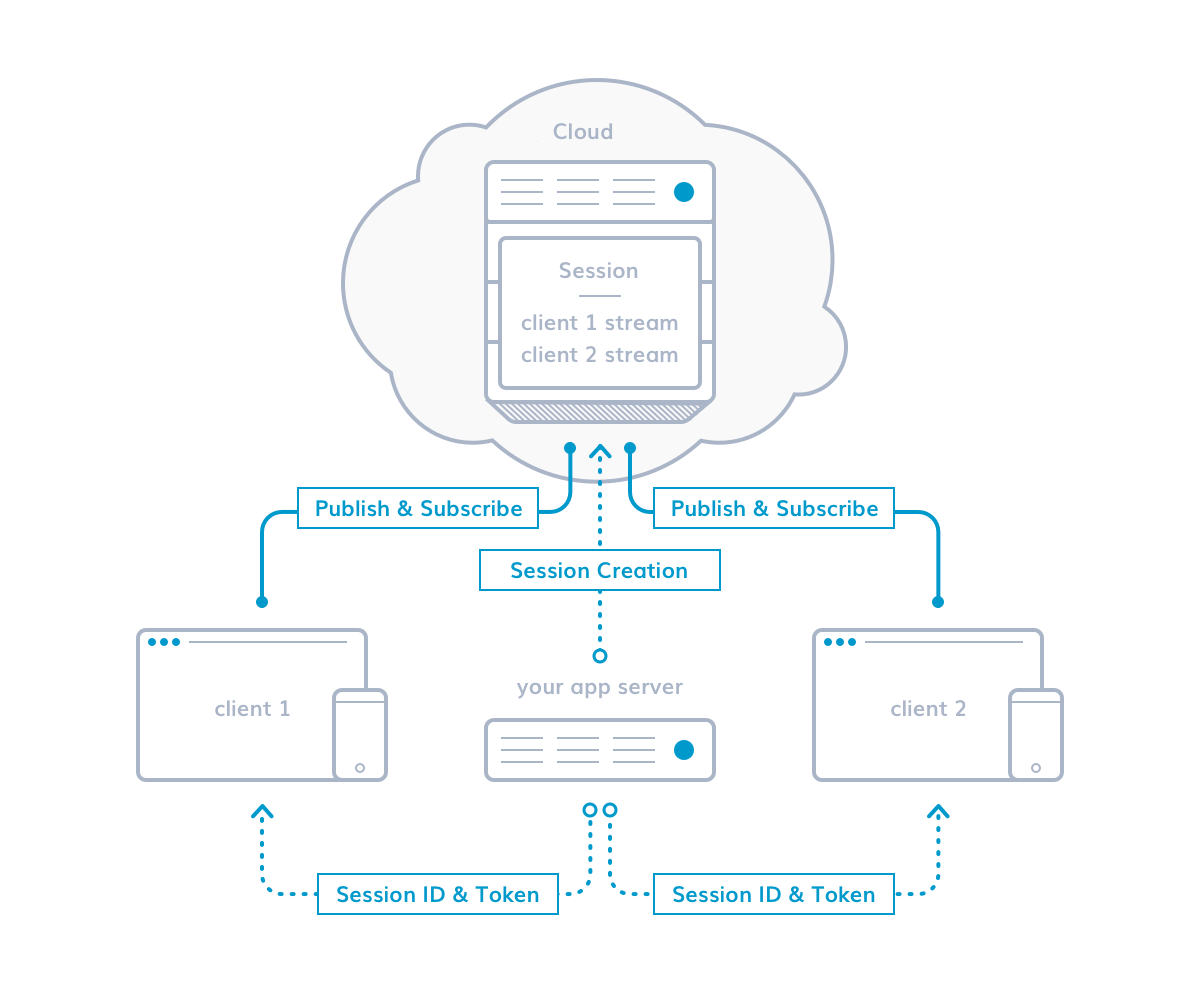 Cloud
Session
client 1 stream
client 2 stream
Publish & Subscribe
Publish & Subscribe
Session Creation
your app server
client 1
client 2
Session ID & Token
Session ID & Token